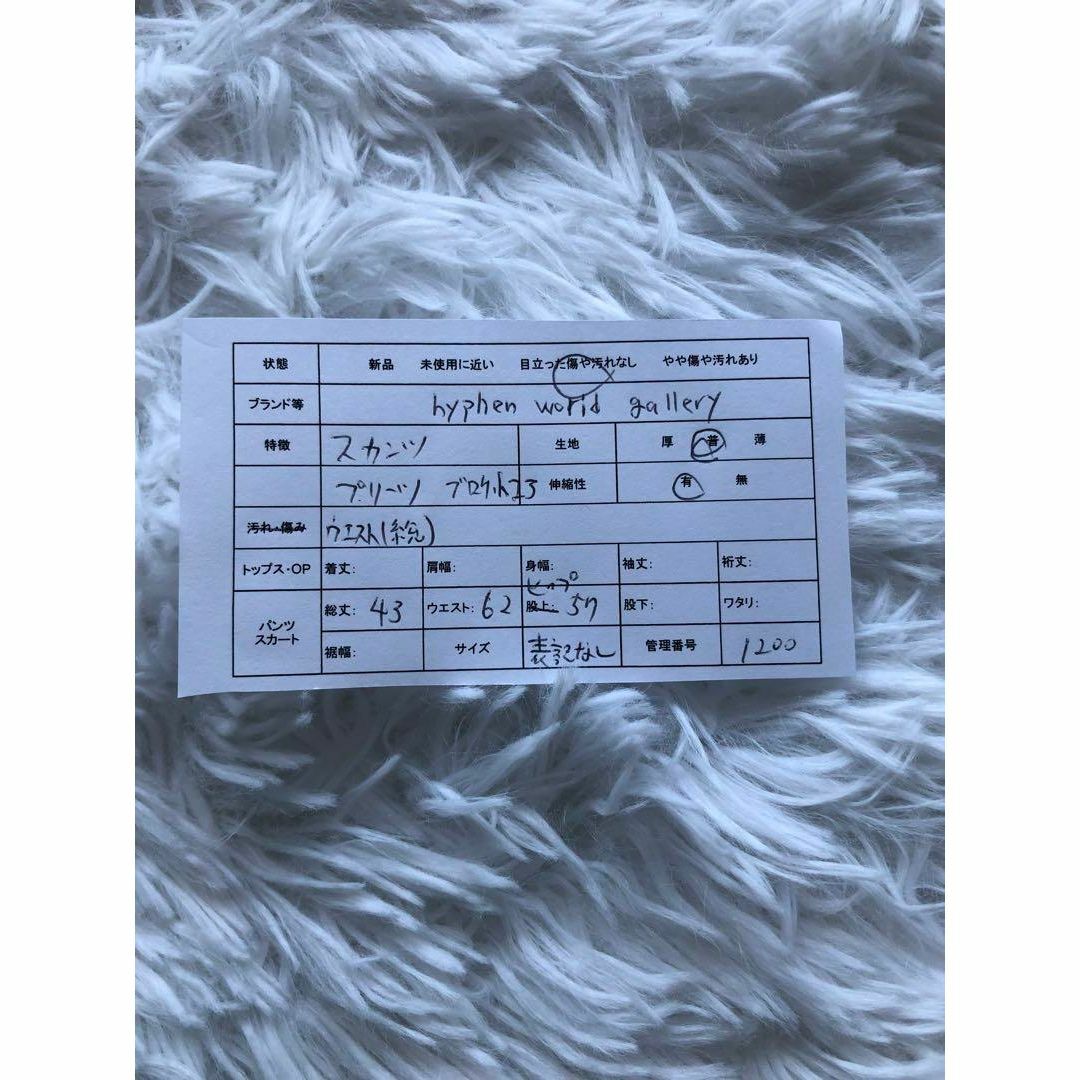 状態 新品 未使用に近い 目立った傷や汚れなし やや傷や汚れあり
ブランド等 hyphen world gallery
特徴 スカンツ 生地 厚 普 薄
プリーツ 伸縮性 有 無
汚れ・傷み ウエスト(総)
トップス・OP 着丈: 肩幅: 身幅: 袖丈: 裄丈:
ヒップ
パンツ スカート 総丈: 43 ウエスト: 62 股上: 57 股下: ワタリ:
裾幅: サイズ 表記なし 管理番号 1200